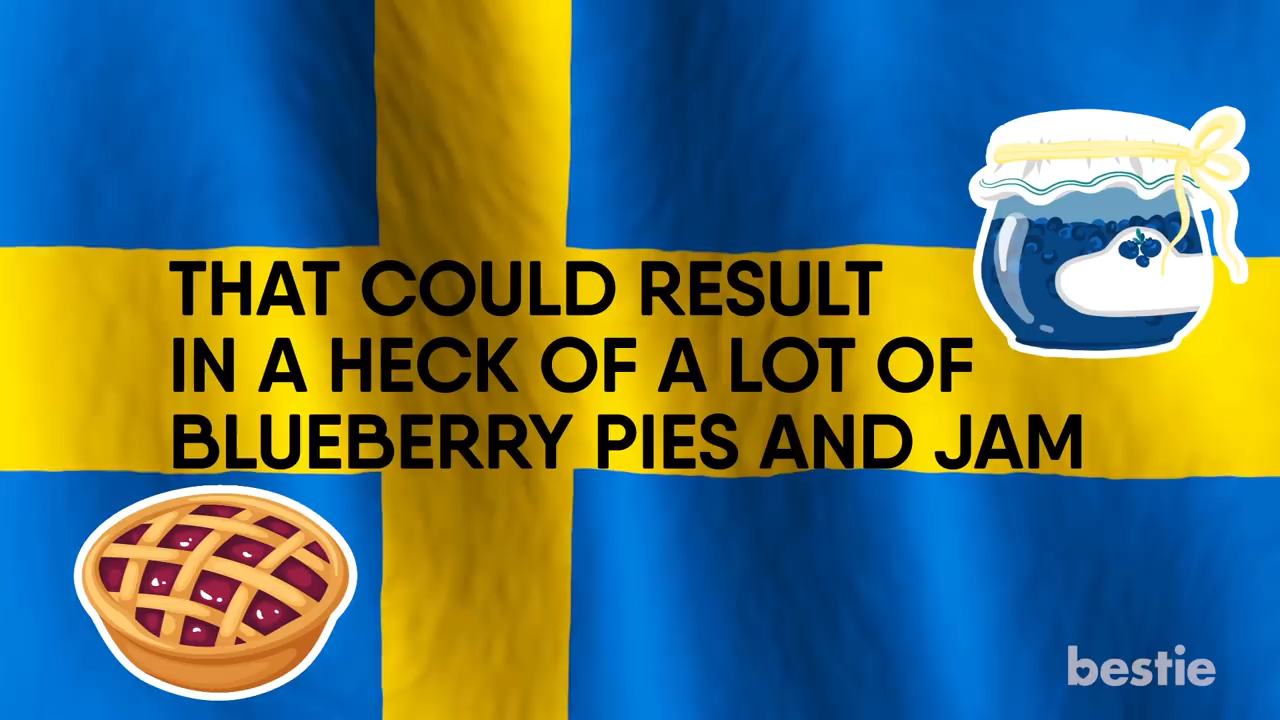 THAT COULD RESULT
IN A HECK OF A LOT OF
BLUEBERRY PIES AND JAM
bestie